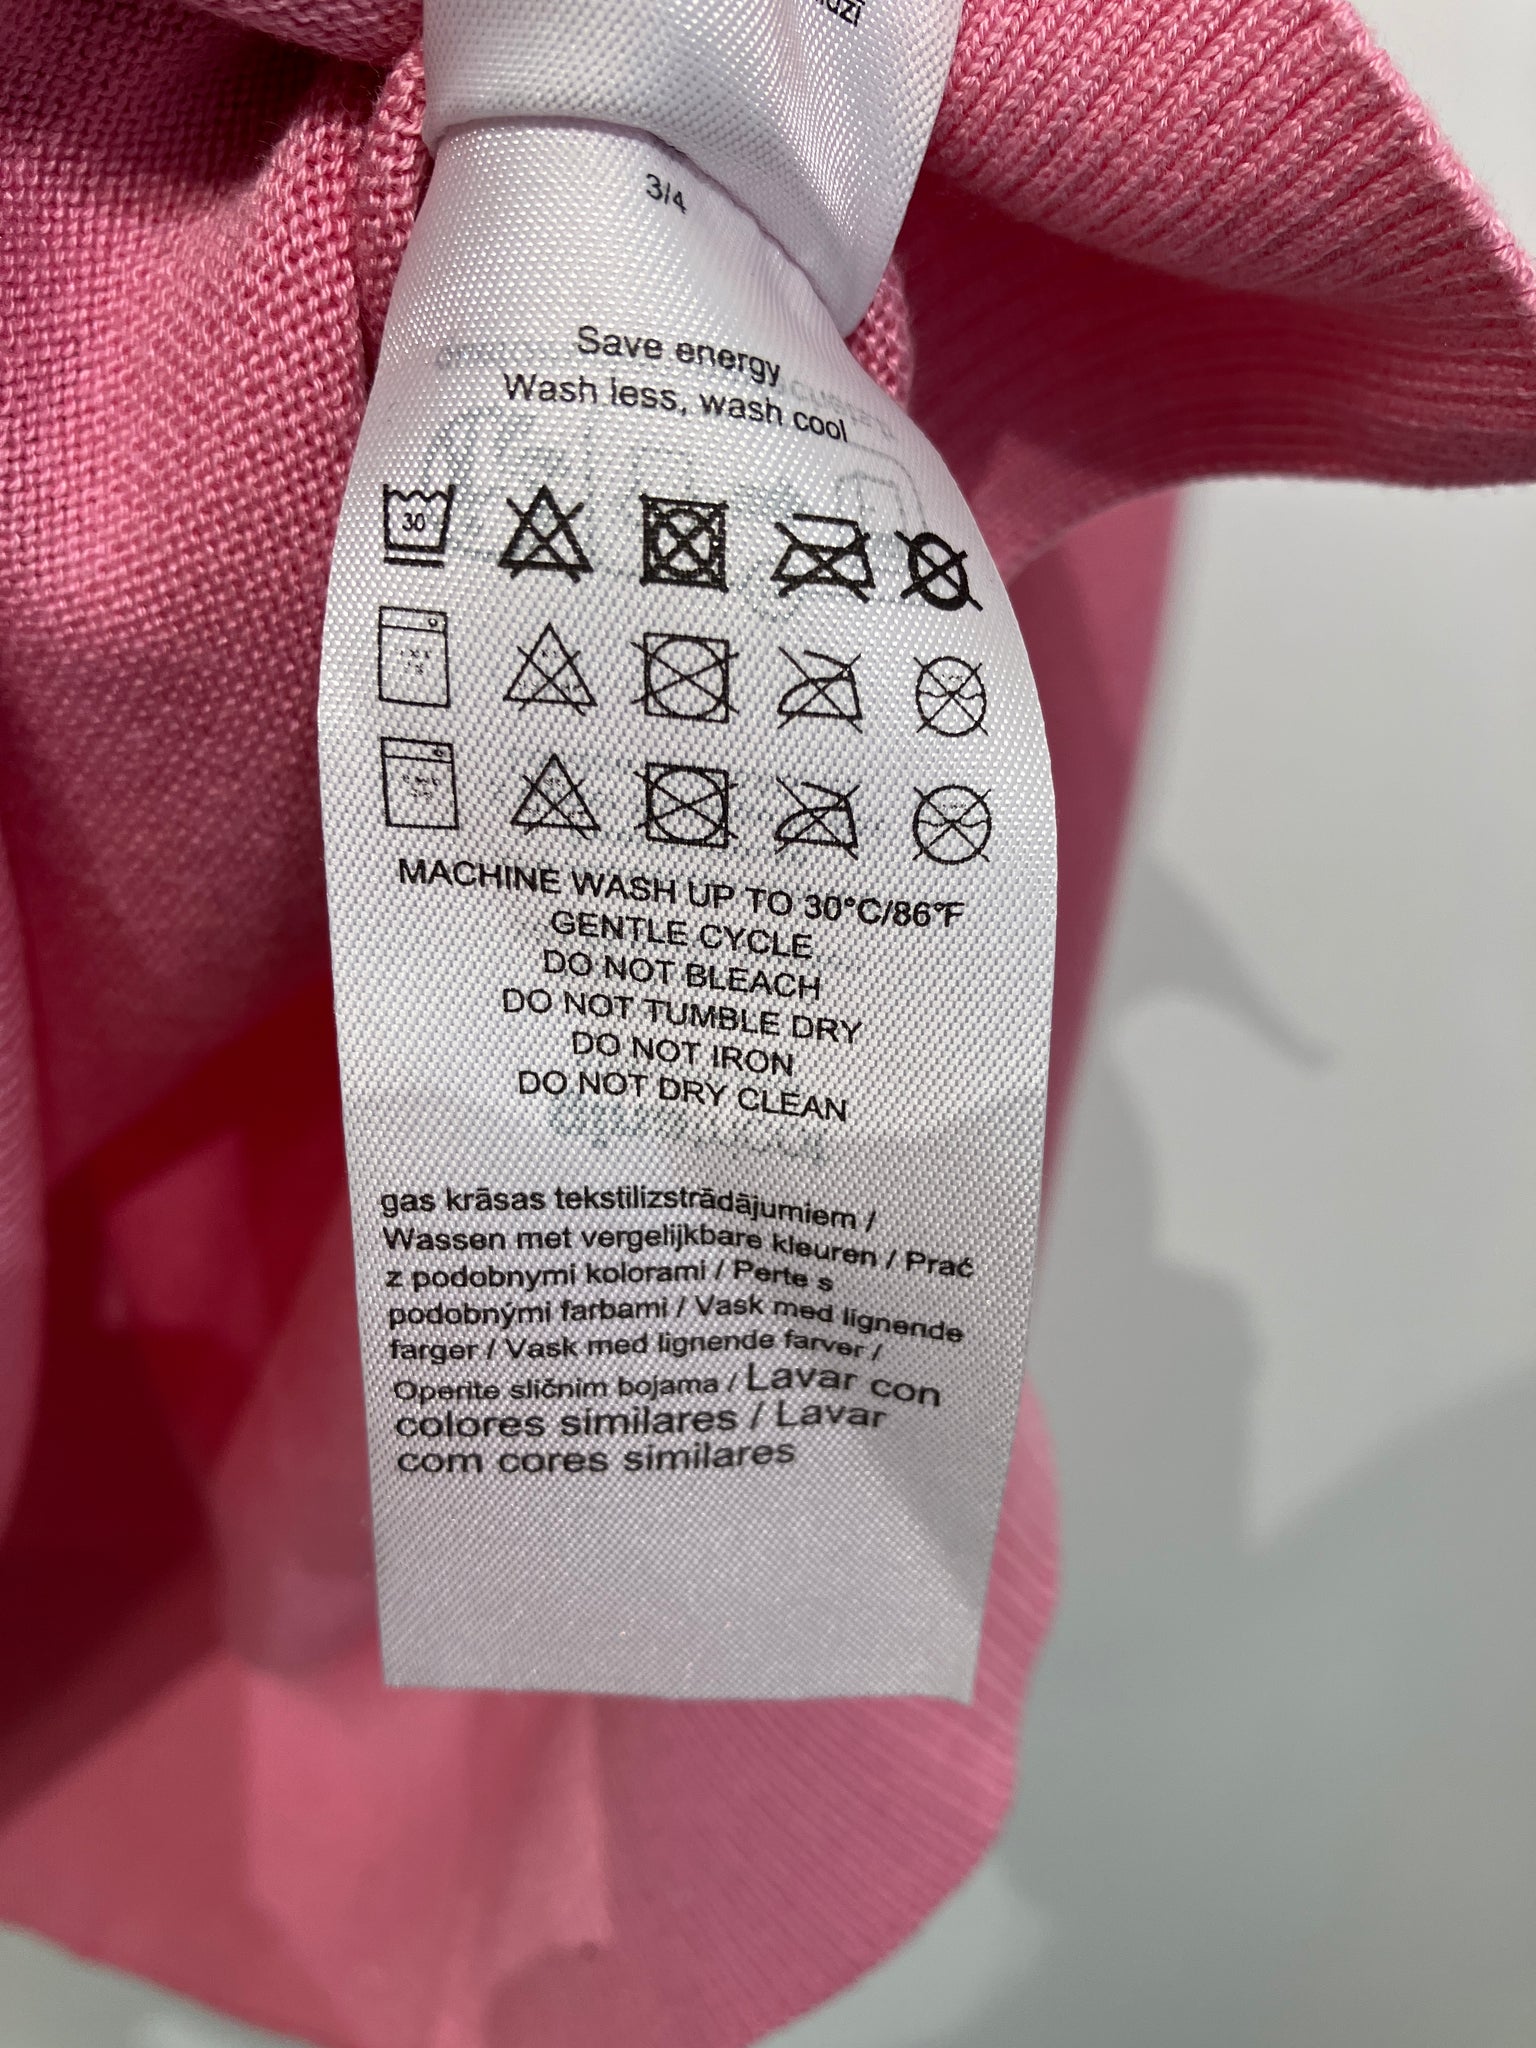 3/4
Save energy
Wash less, wash cool
30
MACHINE WASH UP TO 30°C/86°F
GENTLE CYCLE
DO NOT BLEACH
DO NOT TUMBLE DRY
DO NOT IRON
DO NOT DRY CLEAN
gas krāsas tekstilizstrādājumiem /
Wassen met vergelijkbare kleuren / Prać
z podobnymi kolorami / Perte s
podobnými farbami / Vask med lignende
farger / Vask med lignende farver /
Operite sličnim bojama / Lavar con
colores similares / Lavar
com cores similares